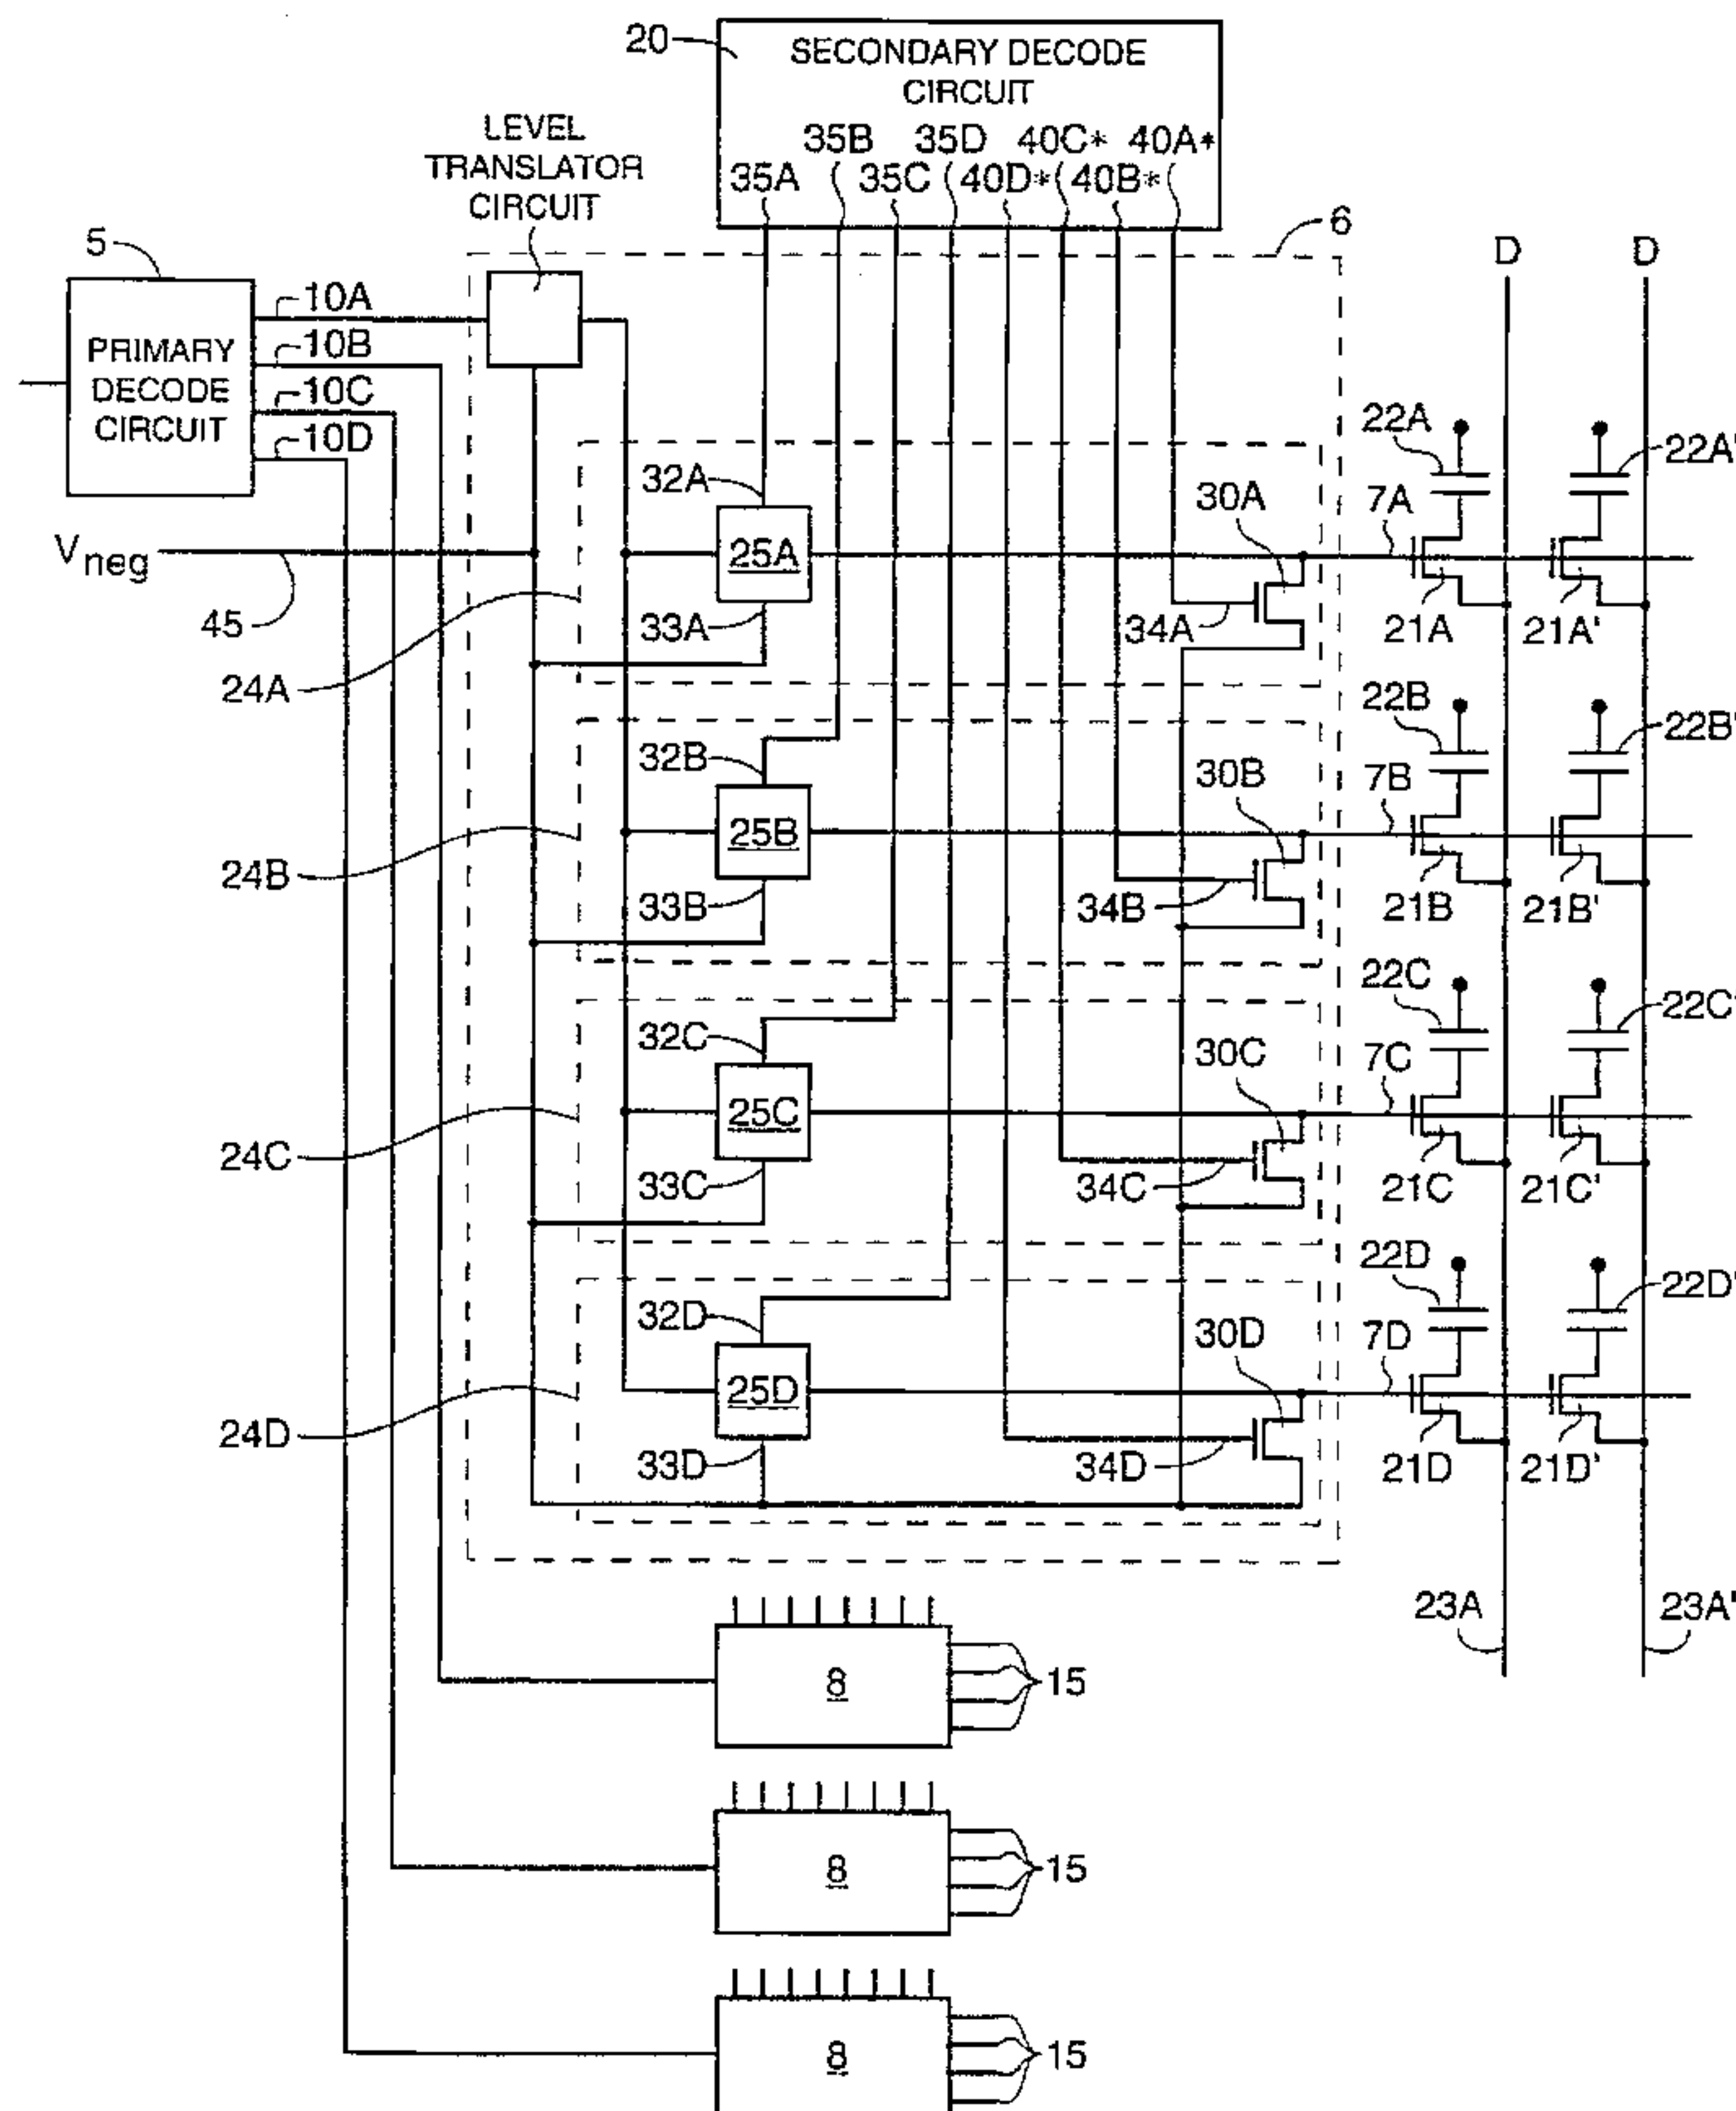 20
SECONDARY DECODE
CIRCUIT
35B 35D 40C* 40A*
35A 35C 40D* 40B*
LEVEL
TRANSLATOR
CIRCUIT
6
5
D D
10A
10B
10C
10D
PRIMARY
DECODE
CIRCUIT
22A 22A'
32A 30A 7A
Vneg
25A
45 33A 34A 21A 21A'
24A
22B 22B'
32B 30B 7B
25B
24B 33B 34B 21B 21B'
22C 22C'
32C 30C 7C
25C
24C 33C 34C 21C 21C'
22D 22D'
32D 30D 7D
25D
24D 33D 34D 21D 21D'
23A 23A'
8 15
8 15
8 15